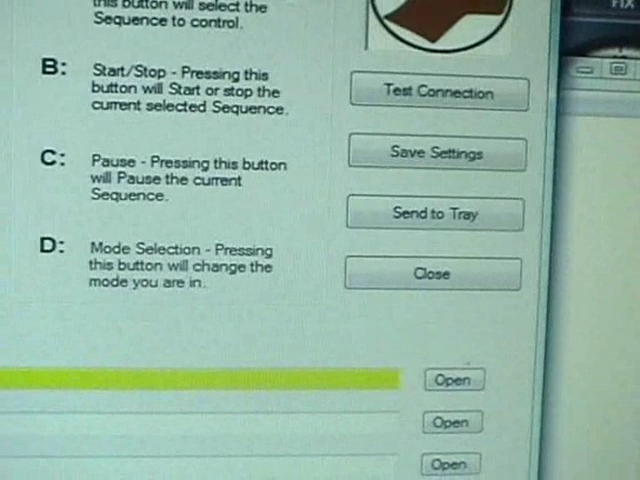 this button will select the
Sequence to control.
B: Start/Stop - Pressing this
button will Start or stop the
current selected Sequence.
C: Pause - Pressing this button
will Pause the current
Sequence.
D: Mode Selection - Pressing
this button will change the
mode you are in.
Test Connection
Save Settings
Send to Tray
Close
Open
Open
Open
FIX